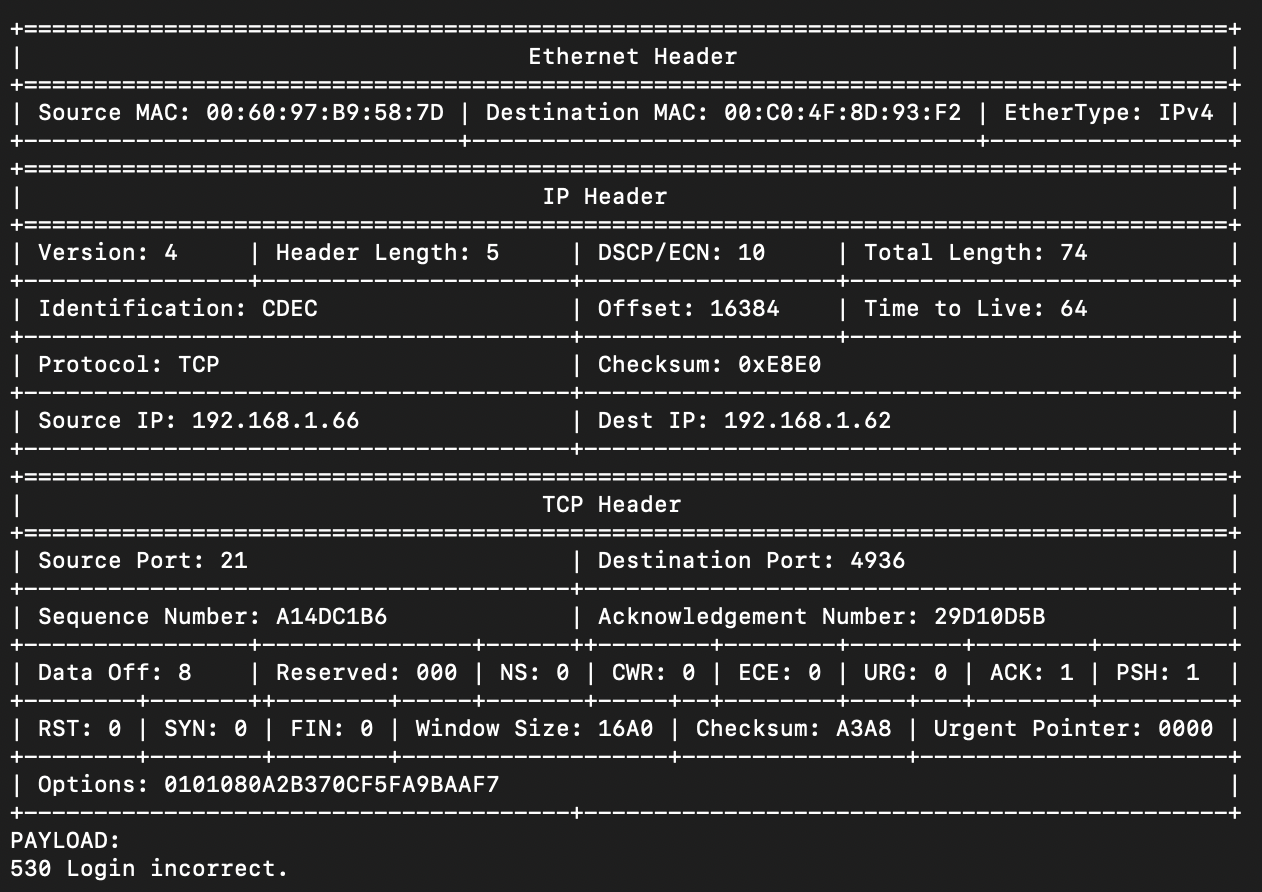 Ethernet Header
| Source MAC: 00:60:97:B9:58:7D | Destination MAC: 00:C0:4F:8D:93:F2 | EtherType: IPv4 |
IP Header
| Version: 4 | Header Length: 5 | DSCP/ECN: 10 | Total Length: 74 |
| Identification: CDEC | Offset: 16384 | Time to Live: 64 |
| Protocol: TCP | Checksum: 0xE8E0 |
| Source IP: 192.168.1.66 | Dest IP: 192.168.1.62 |
TCP Header
| Source Port: 21 | Destination Port: 4936 |
| Sequence Number: A14DC1B6 | Acknowledgement Number: 29D10D5B |
| Data Off: 8 | Reserved: 000 | NS: 0 | CWR: 0 | ECE: 0 | URG: 0 | ACK: 1 | PSH: 1 |
| RST: 0 | SYN: 0 | FIN: 0 | Window Size: 16A0 | Checksum: A3A8 | Urgent Pointer: 0000 |
| Options: 0101080A2B370CF5FA9BAAF7 |
PAYLOAD:
530 Login incorrect.